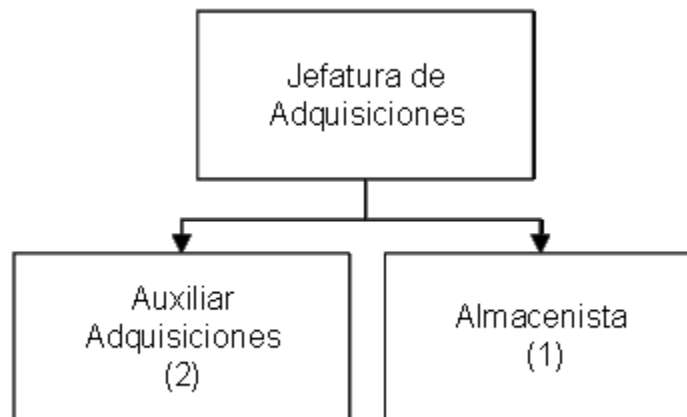 Jefatura de
Adquisiciones
Auxiliar
Adquisiciones
(2)
Almacenista
(1)